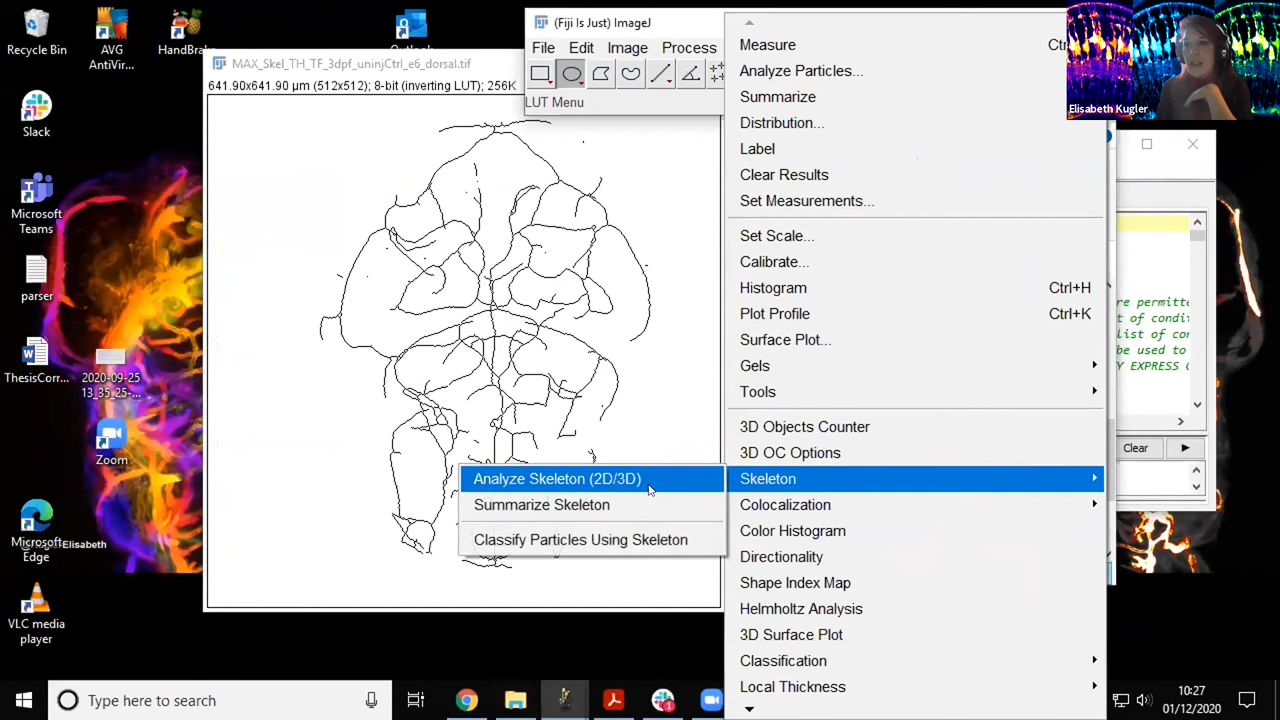 Recycle Bin
AVG
AntiVir...
HandBrake
Slack
Microsoft
Teams
parser
ThesisCorr...
2020-09-25
13_35_25-...
Zoom
Microsoft
Edge
Elisabeth
VLC media
player
MAX_Skel_TH_TF_3dpf_uninjCtrl_e6_dorsal.tif
641.90x641.90 µm (512x512); 8-bit (inverting LUT); 256K
(Fiji Is Just) ImageJ
File Edit Image Process
LUT Menu
Measure
Analyze Particles...
Summarize
Distribution...
Label
Clear Results
Set Measurements...
Set Scale...
Calibrate...
Histogram Ctrl+H
Plot Profile Ctrl+K
Surface Plot...
Gels
Tools
3D Objects Counter
3D OC Options
Skeleton
Colocalization
Color Histogram
Directionality
Shape Index Map
Helmholtz Analysis
3D Surface Plot
Classification
Local Thickness
Analyze Skeleton (2D/3D)
Summarize Skeleton
Classify Particles Using Skeleton
Elisabeth Kugler
re permitte
t of condit
list of con
be used to
Y EXPRESS
Clear
Type here to search
10:27
01/12/2020